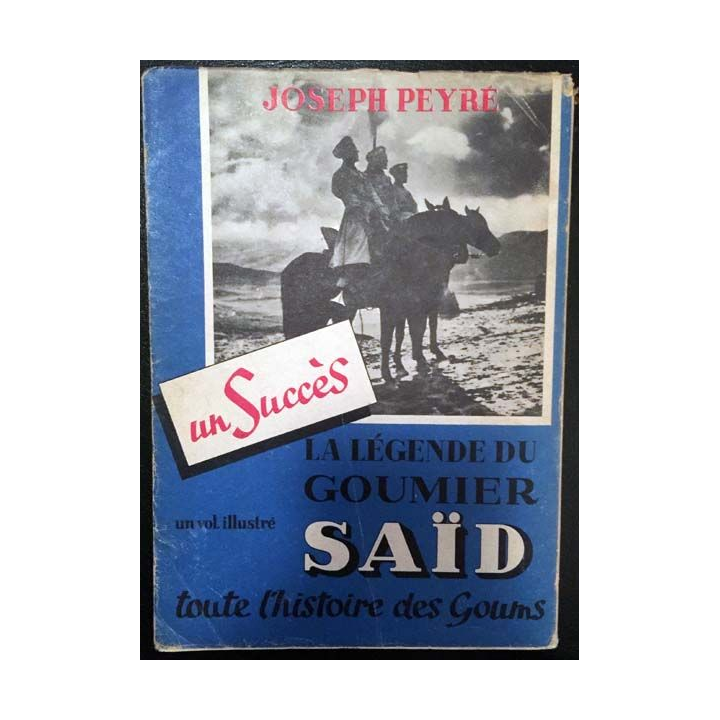 JOSEPH PEYRÉ
un Succès
LA LÉGENDE DU
GOUMIER
un vol. illustré
SAÏD
toute l'histoire des Goums